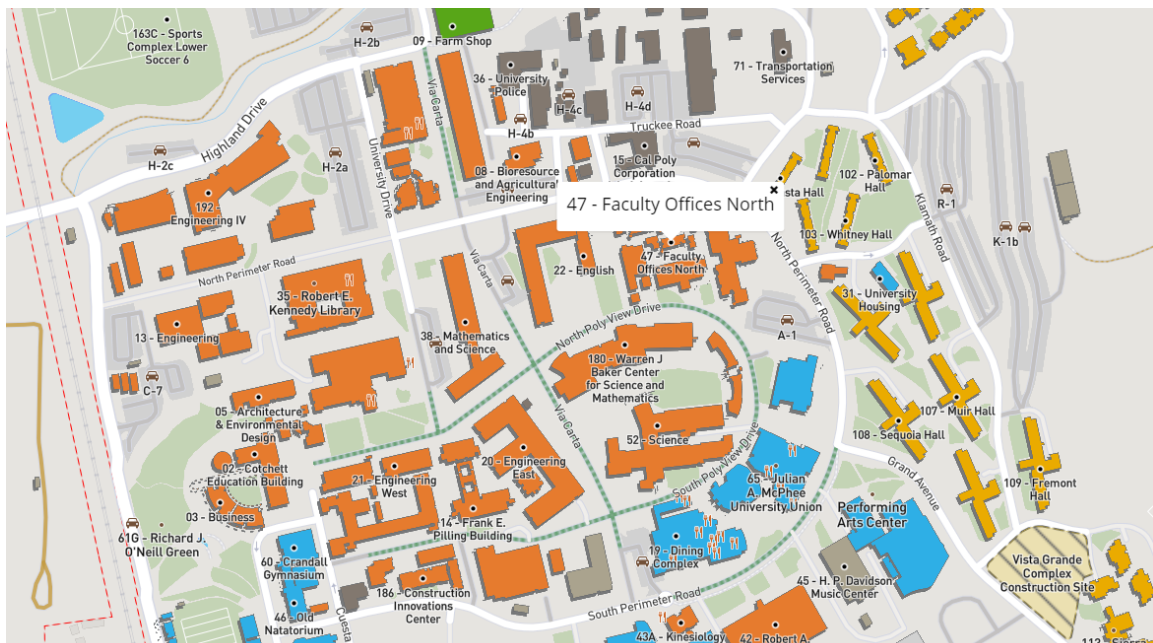 163C - Sports
Complex Lower
Soccer 6
H-2b
09 - Farm Shop
36 - University
Police
71 - Transportation
Services
H-4c
H-4d
H-4b
Truckee Road
Via Carta
Highland Drive
H-2c
H-2a
University Drive
08 - Bioresource
and Agricultural
Engineering
15 - Cal Poly
Corporation
102 - Palomar
Hall
R-1
Klamath Road
K-1b
192
Engineering IV
47 - Faculty Offices North
sta Hall
103 - Whitney Hall
North Perimeter Road
Via Carta
22 - English
47 - Faculty
Offices North
North Perimeter Road
31 - University
Housing
35 - Robert E.
Kennedy Library
13 - Engineering
38 - Mathematics
and Science
North Poly View Drive
A-1
180 - Warren J
Baker Center
for Science and
Mathematics
C-7
05 - Architecture
& Environmental
Design
Via Carta
52 - Science
107 - Muir Hall
108 - Sequoia Hall
02 - Cotchett
Education Building
21 - Engineering
West
20 - Engineering
East
South Poly View Drive
65 - Julian
A. McPhee
University Union
Grand Avenue
109 - Fremont
Hall
03 - Business
14 - Frank E.
Pilling Building
Performing
Arts Center
61G - Richard J.
O'Neill Green
60 - Crandall
Gymnasium
19 - Dining
Complex
45 - H. P. Davidson
Music Center
Vista Grande
Complex
Construction Site
186 - Construction
Innovations
Center
46 - Old
Natatorium
Cuesta
South Perimeter Road
43A - Kinesiology
42 - Robert A.